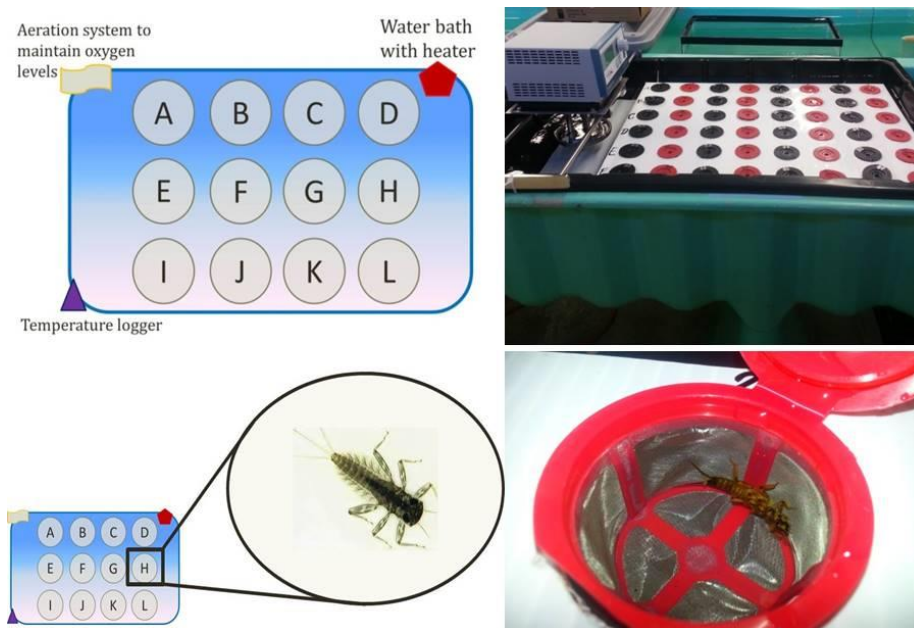 Aeration system to
maintain oxygen
levels
Water bath
with heater
A B C D
E F G H
I J K L
Temperature logger
C
D
E
A B C D
E F G H
I J K L